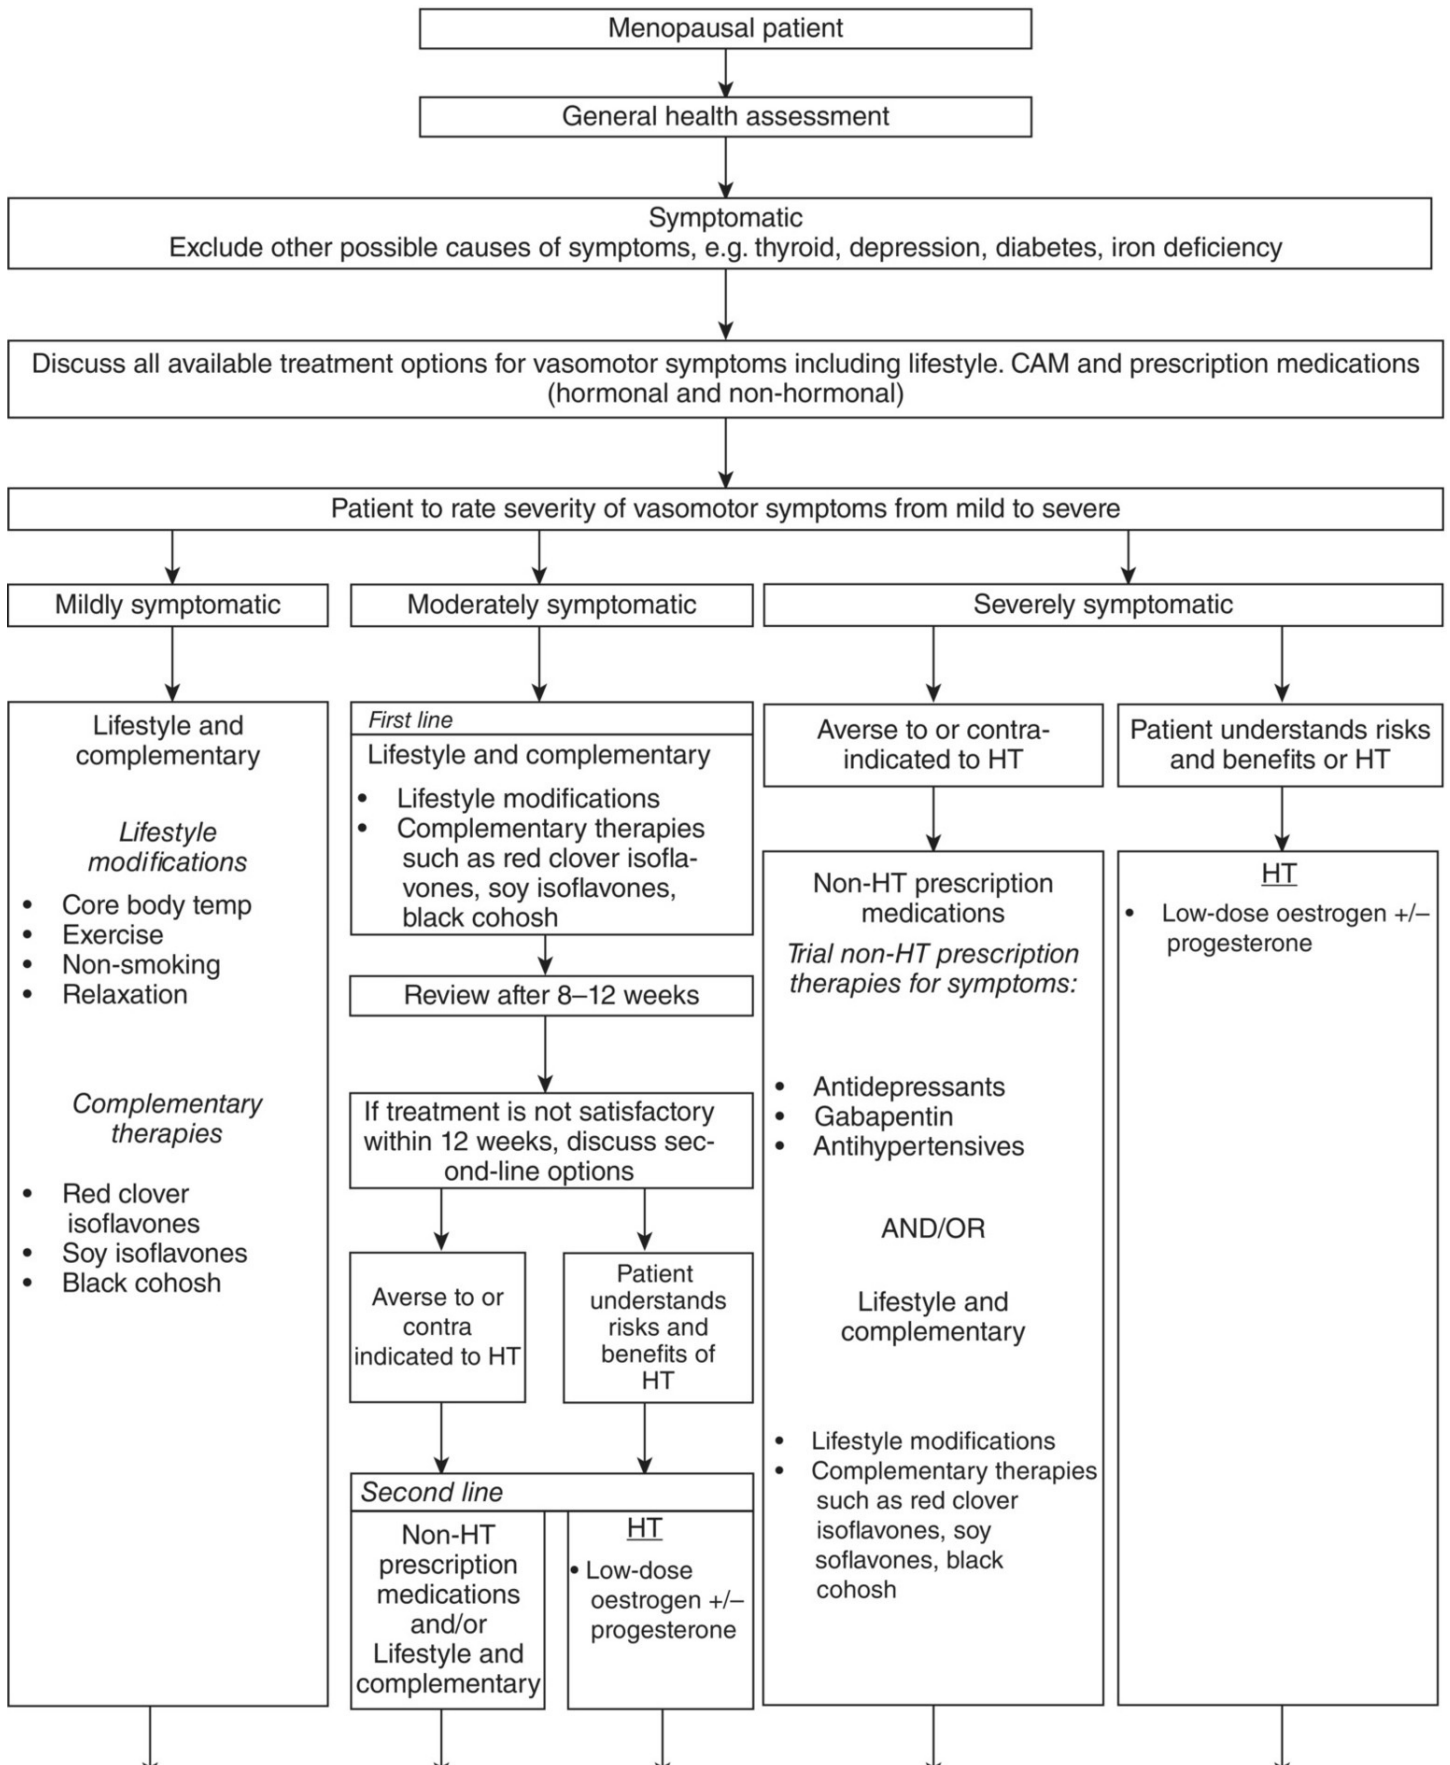 Menopausal patient
General health assessment
Symptomatic
Exclude other possible causes of symptoms, e.g. thyroid, depression, diabetes, iron deficiency
Discuss all available treatment options for vasomotor symptoms including lifestyle. CAM and prescription medications
(hormonal and non-hormonal)
Patient to rate severity of vasomotor symptoms from mild to severe
Mildly symptomatic
Lifestyle and
complementary
Lifestyle
modifications
• Core body temp
• Exercise
• Non-smoking
• Relaxation
Complementary
therapies
• Red clover
isoflavones
• Soy isoflavones
• Black cohosh
Moderately symptomatic
First line
Lifestyle and complementary
• Lifestyle modifications
• Complementary therapies
such as red clover isofla-
vones, soy isoflavones,
black cohosh
Review after 8–12 weeks
If treatment is not satisfactory
within 12 weeks, discuss sec-
ond-line options
Averse to or
contra
indicated to HT
Patient
understands
risks and
benefits of
HT
Second line
Non-HT
prescription
medications
and/or
Lifestyle and
complementary
HT
• Low-dose
oestrogen +/–
progesterone
Severely symptomatic
Averse to or contra-
indicated to HT
Non-HT prescription
medications
Trial non-HT prescription
therapies for symptoms:
• Antidepressants
• Gabapentin
• Antihypertensives
AND/OR
Lifestyle and
complementary
• Lifestyle modifications
• Complementary therapies
such as red clover
isoflavones, soy
soflavones, black
cohosh
Patient understands risks
and benefits or HT
HT
• Low-dose oestrogen +/–
progesterone